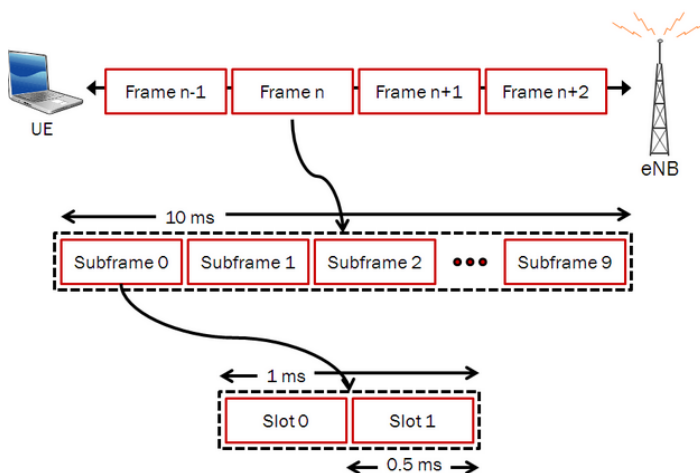 Frame n-1
Frame n
Frame n+1
Frame n+2
UE
eNB
10 ms
Subframe 0
Subframe 1
Subframe 2
Subframe 9
1 ms
Slot 0
Slot 1
0.5 ms